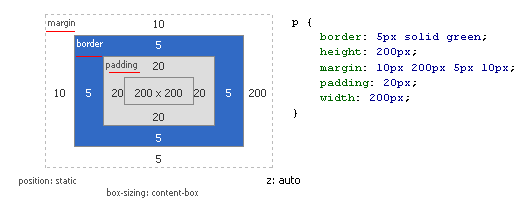 margin
10
border
5
padding
20
10
5
20
200 x 200
20
5
200
20
5
5
position: static
z: auto
box-sizing: content-box
p {
border: 5px solid green;
height: 200px;
margin: 10px 200px 5px 10px;
padding: 20px;
width: 200px;
}